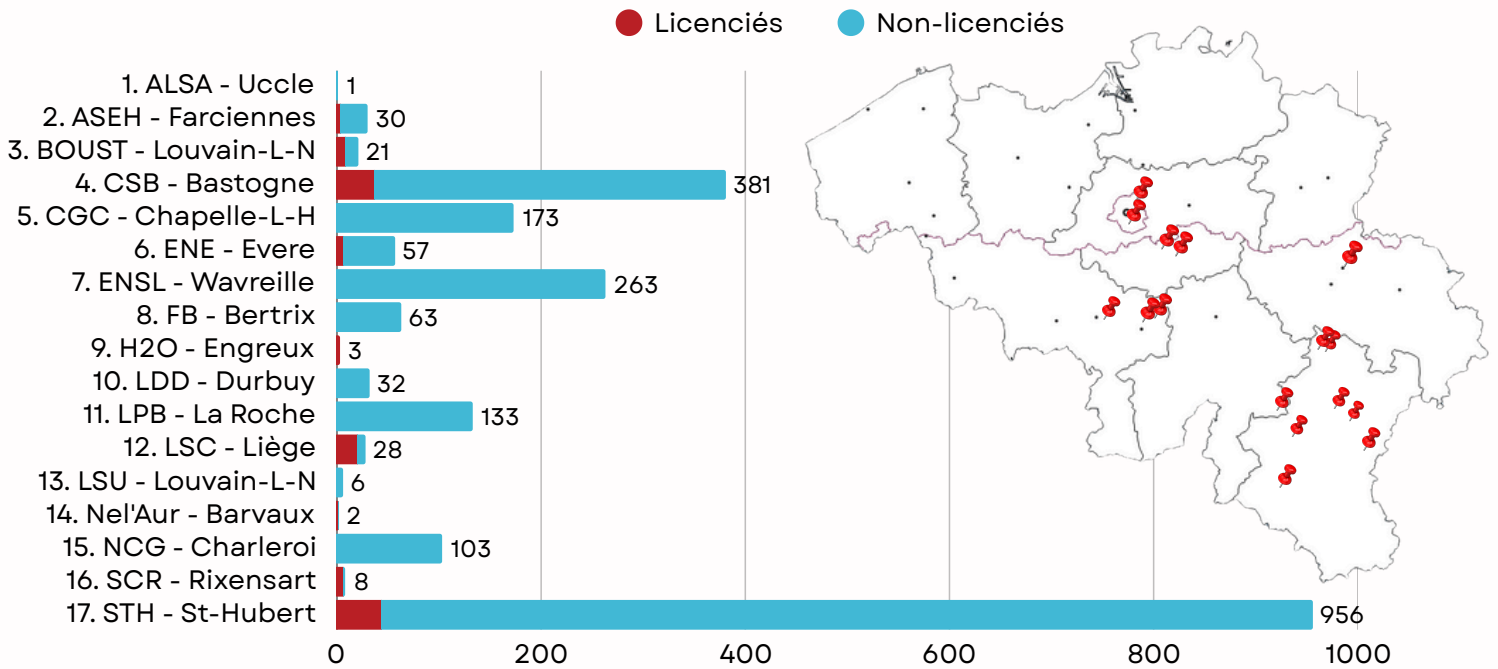 Licenciés Non-licenciés
1. ALSA - Uccle 1
2. ASEH - Farciennes 30
3. BOUST - Louvain-L-N 21
4. CSB - Bastogne 381
5. CGC - Chapelle-L-H 173
6. ENE - Evere 57
7. ENSL - Wavreille 263
8. FB - Bertrix 63
9. H2O - Engreux 3
10. LDD - Durbuy 32
11. LPB - La Roche 133
12. LSC - Liège 28
13. LSU - Louvain-L-N 6
14. Nel'Aur - Barvaux 2
15. NCG - Charleroi 103
16. SCR - Rixensart 8
17. STH - St-Hubert 956
0 200 400 600 800 1000